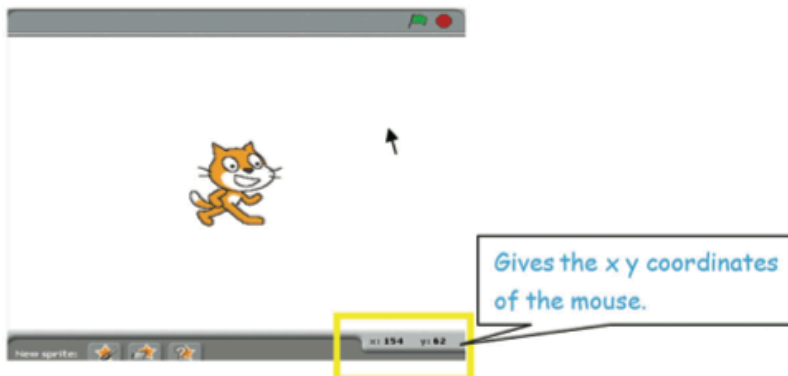 Gives the x y coordinates
of the mouse.
x: 154 y: 62
New sprite: